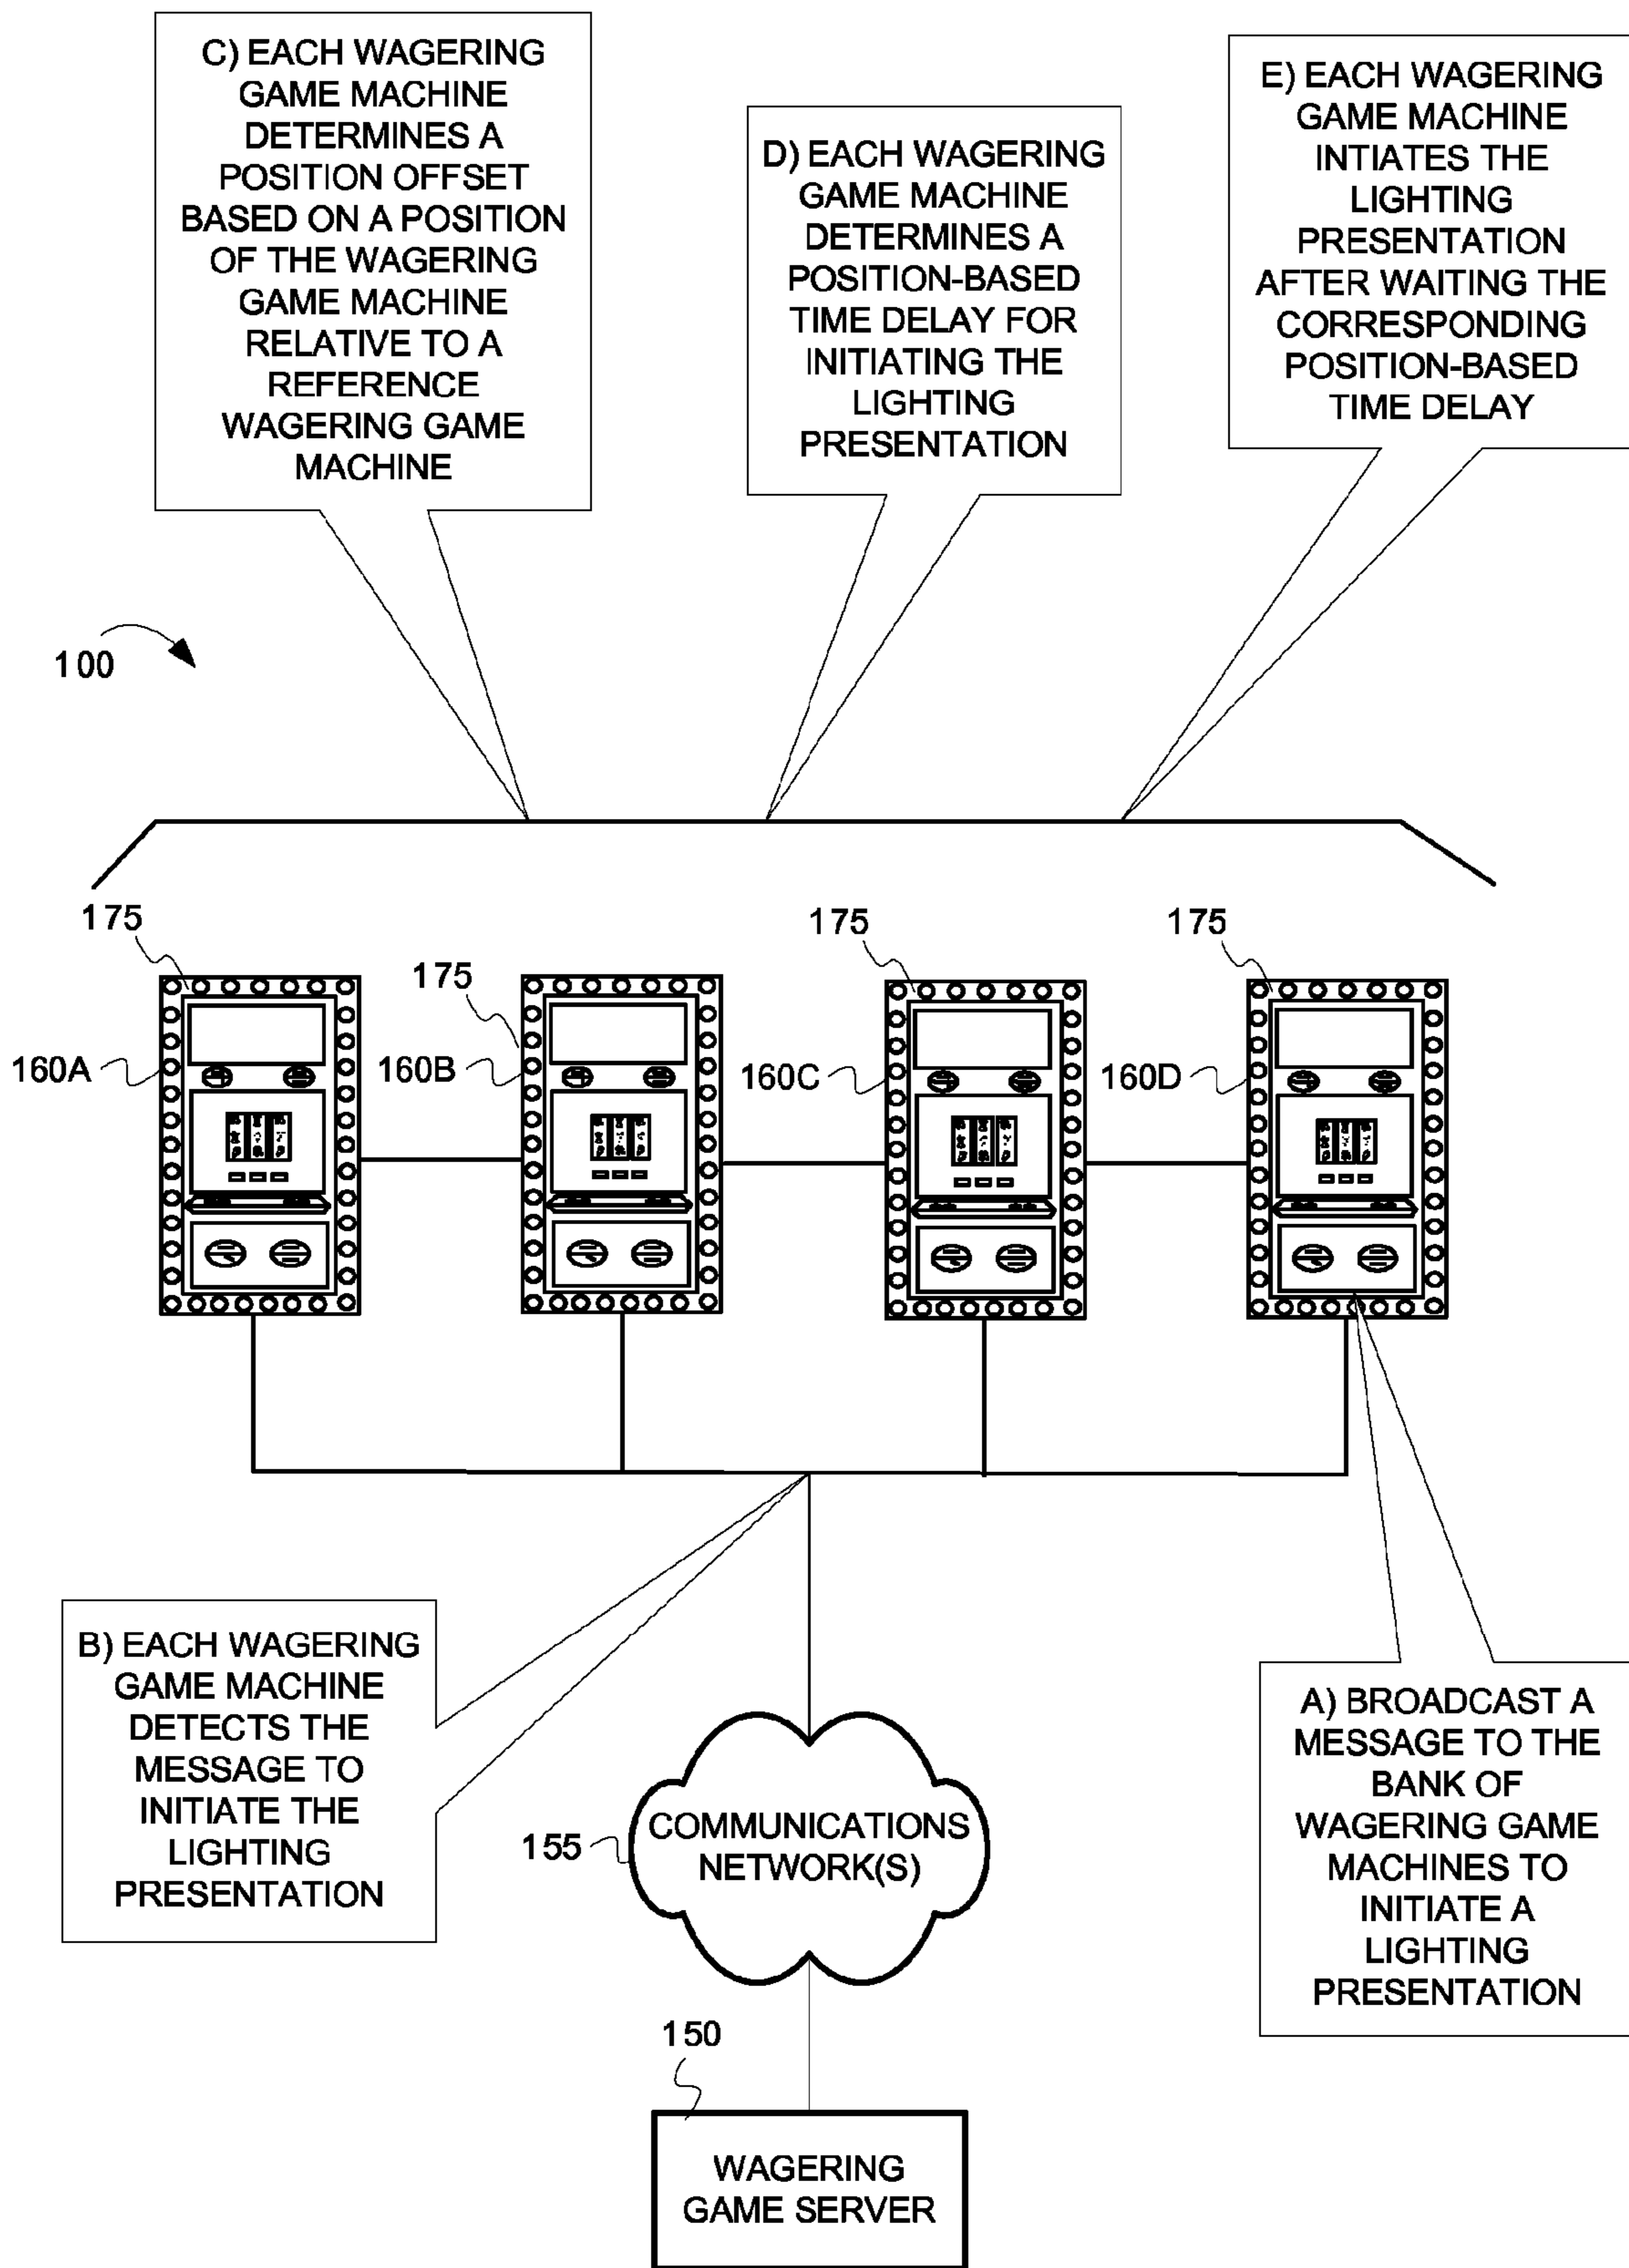 C) EACH WAGERING
GAME MACHINE
DETERMINES A
POSITION OFFSET
BASED ON A POSITION
OF THE WAGERING
GAME MACHINE
RELATIVE TO A
REFERENCE
WAGERING GAME
MACHINE
D) EACH WAGERING
GAME MACHINE
DETERMINES A
POSITION-BASED
TIME DELAY FOR
INITIATING THE
LIGHTING
PRESENTATION
E) EACH WAGERING
GAME MACHINE
INTIATES THE
LIGHTING
PRESENTATION
AFTER WAITING THE
CORRESPONDING
POSITION-BASED
TIME DELAY
100
175
175
175
175
160A
160B
160C
160D
B) EACH WAGERING
GAME MACHINE
DETECTS THE
MESSAGE TO
INITIATE THE
LIGHTING
PRESENTATION
A) BROADCAST A
MESSAGE TO THE
BANK OF
WAGERING GAME
MACHINES TO
INITIATE A
LIGHTING
PRESENTATION
155
COMMUNICATIONS
NETWORK(S)
150
WAGERING
GAME SERVER